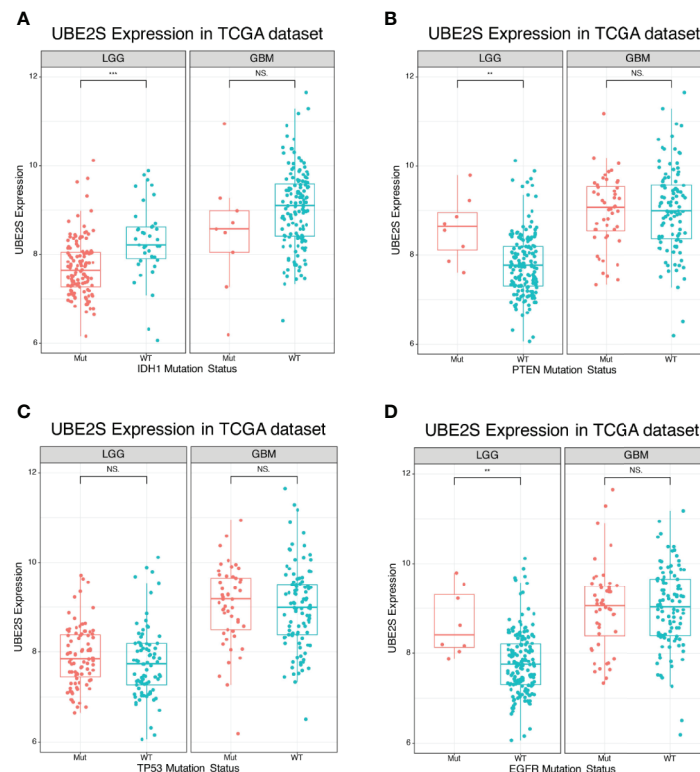 A
UBE2S Expression in TCGA dataset
LGG
GBM
***
NS.
12
10
8
6
UBE2S Expression
Mut
WT
Mut
WT
IDH1 Mutation Status
B
UBE2S Expression in TCGA dataset
LGG
GBM
**
NS.
12
10
8
6
UBE2S Expression
Mut
WT
Mut
WT
PTEN Mutation Status
C
UBE2S Expression in TCGA dataset
LGG
GBM
NS.
NS.
12
10
8
6
UBE2S Expression
Mut
WT
Mut
WT
TP53 Mutation Status
D
UBE2S Expression in TCGA dataset
LGG
GBM
**
NS.
12
10
8
6
UBE2S Expression
Mut
WT
Mut
WT
EGFR Mutation Status